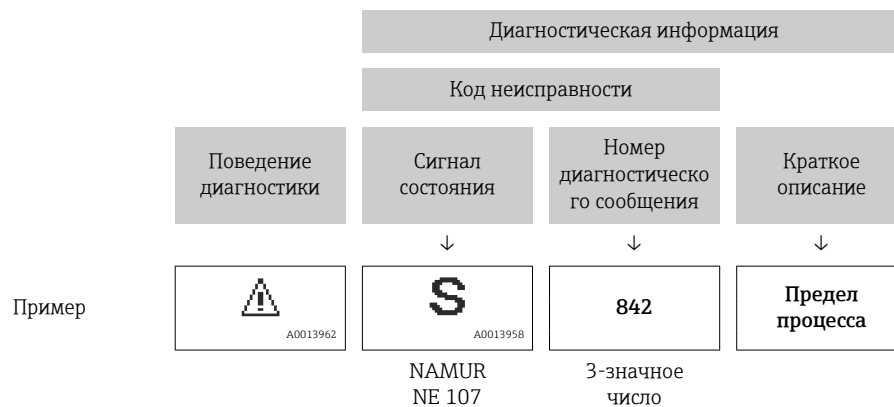 Диагностическая информация
Код неисправности
Поведение
диагностики
Сигнал
состояния
Номер
диагностическо
го сообщения
Краткое
описание
↓
↓
↓
Пример
A0013962
S
A0013958
842
Предел
процесса
NAMUR
NE 107
3-значное
число